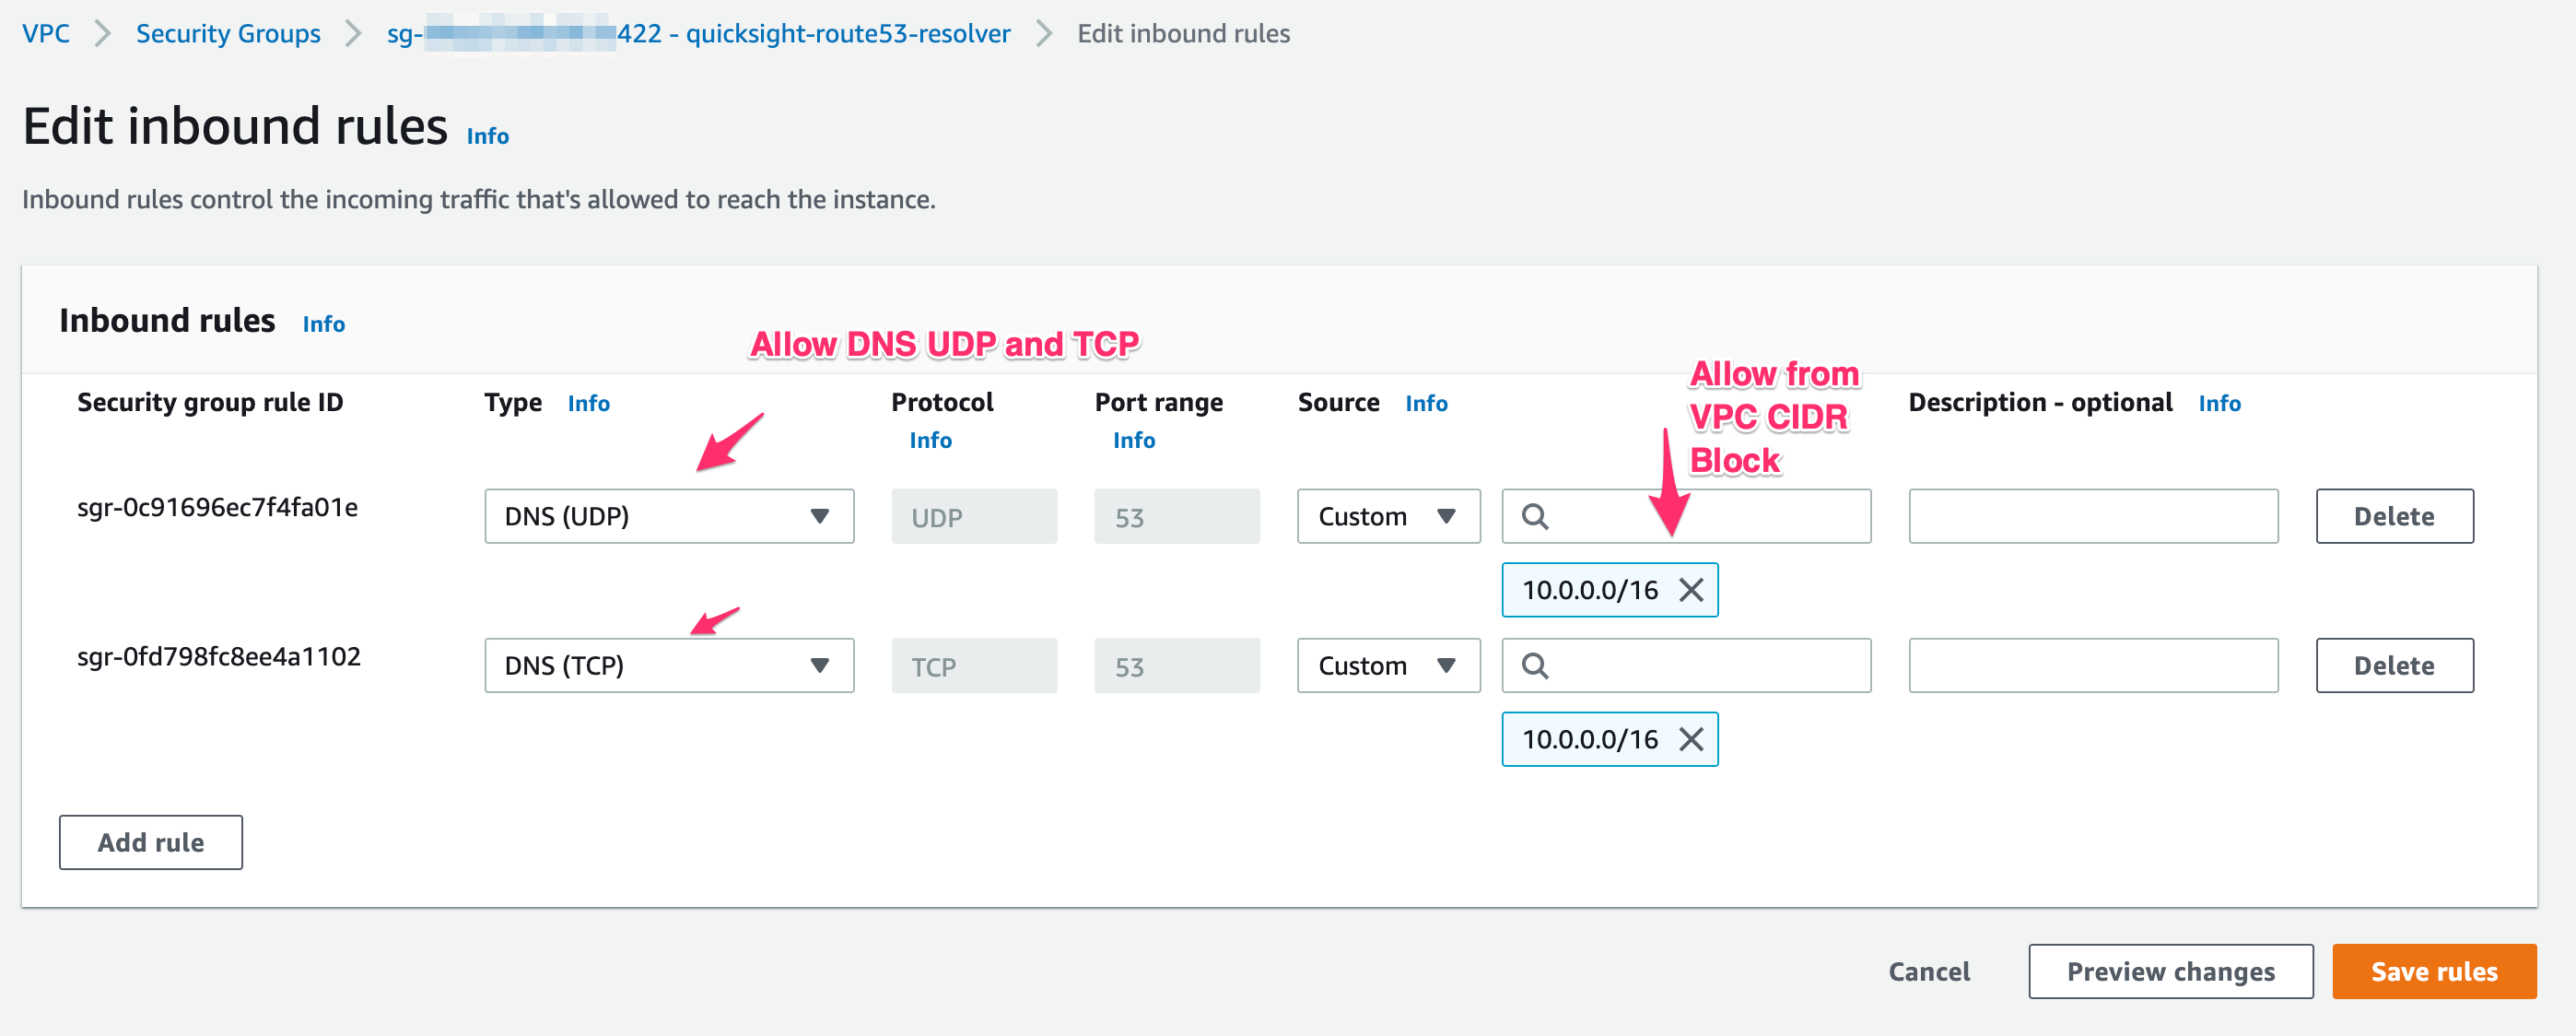 VPC > Security Groups > sg-422 - quicksight-route53-resolver > Edit inbound rules
Edit inbound rules Info
Inbound rules control the incoming traffic that's allowed to reach the instance.
Inbound rules Info
Allow DNS UDP and TCP
Allow from
VPC CIDR
Block
Security group rule ID Type Info Protocol Port range Source Info Description - optional Info
Info Info
sgr-0c91696ec7f4fa01e DNS (UDP) UDP 53 Custom Delete
10.0.0.0/16
sgr-0fd798fc8ee4a1102 DNS (TCP) TCP 53 Custom Delete
10.0.0.0/16
Add rule
Cancel Preview changes Save rules